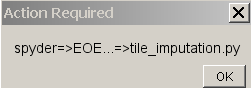 Action Required
spyder=>EOE...=>tile_imputation.py
OK